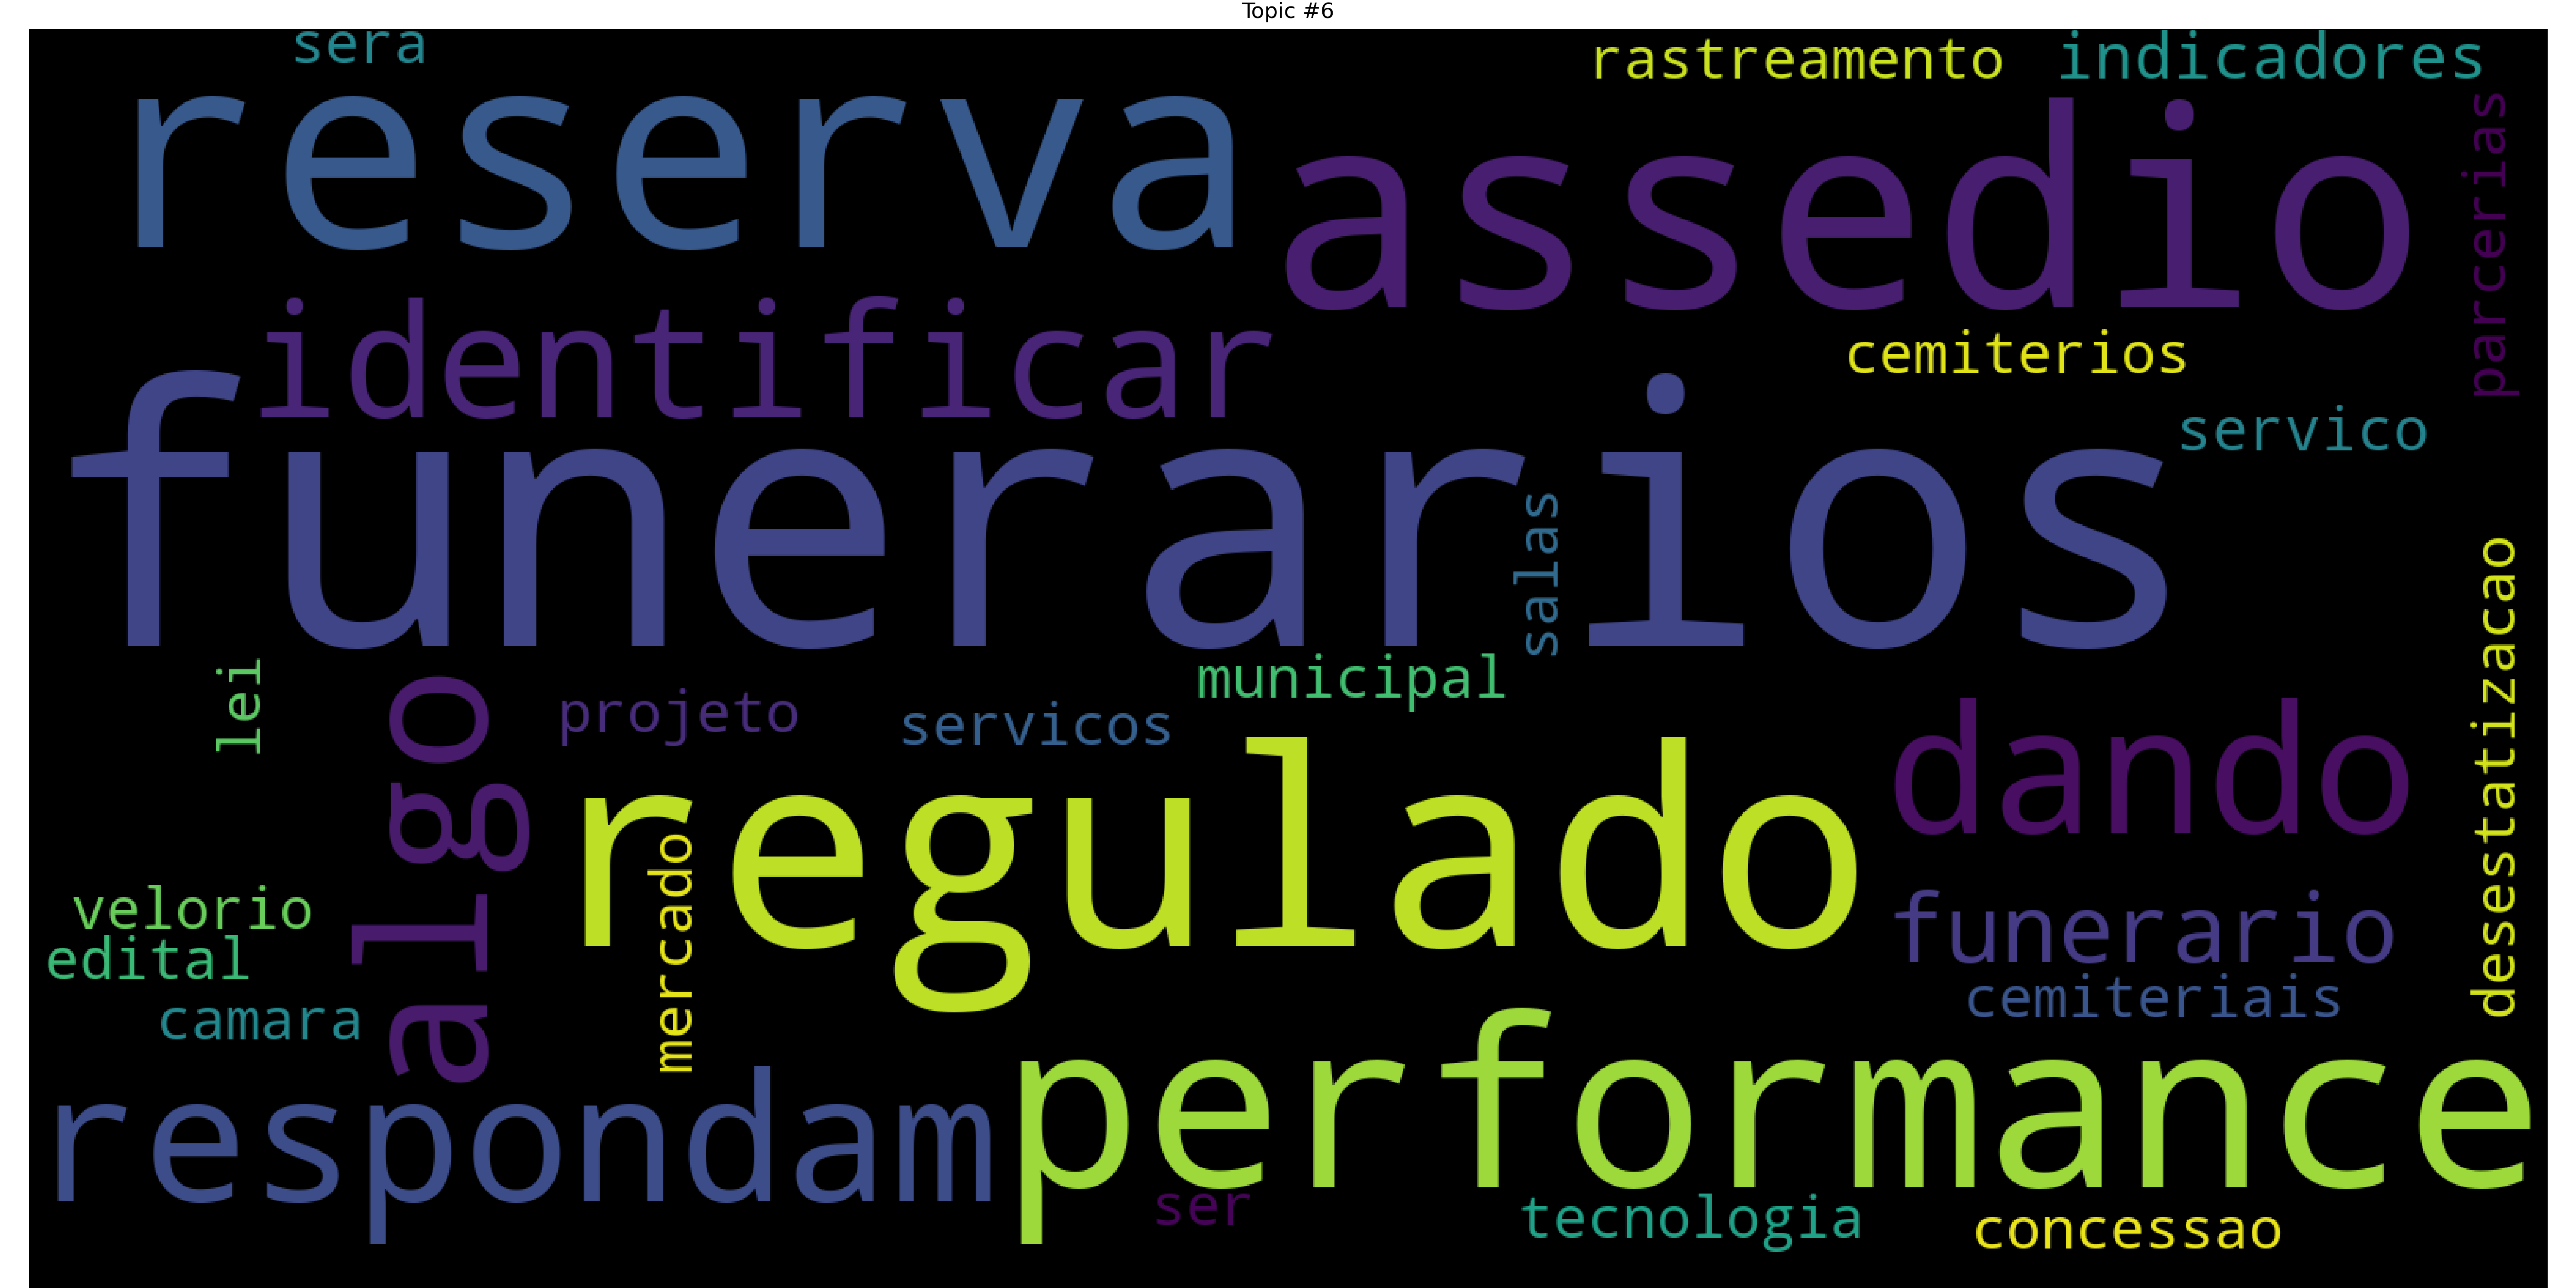 Topic #6
sera
rastreamento
indicadores
reserva
assedio
parcerias
identificar
cemiterios
funerarios
servico
salas
desestatizacao
lei
municipal
algo
projeto
servicos
dando
regulado
mercado
velorio
funerario
edital
cemiteriais
camara
respondam
performance
ser
tecnologia
concessao